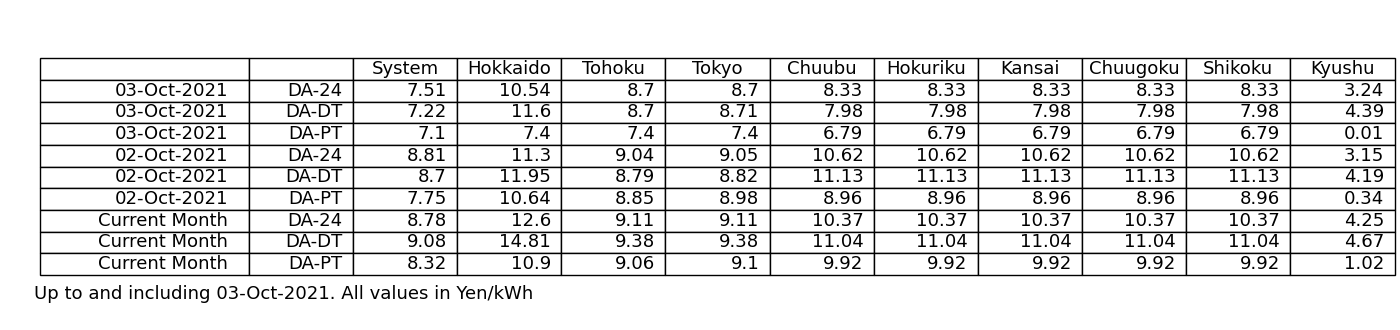 System Hokkaido Tohoku Tokyo Chuubu Hokuriku Kansai Chuugoku Shikoku Kyushu
03-Oct-2021 DA-24 7.51 10.54 8.7 8.7 8.33 8.33 8.33 8.33 8.33 3.24
03-Oct-2021 DA-DT 7.22 11.6 8.7 8.71 7.98 7.98 7.98 7.98 7.98 4.39
03-Oct-2021 DA-PT 7.1 7.4 7.4 7.4 6.79 6.79 6.79 6.79 6.79 0.01
02-Oct-2021 DA-24 8.81 11.3 9.04 9.05 10.62 10.62 10.62 10.62 10.62 3.15
02-Oct-2021 DA-DT 8.7 11.95 8.79 8.82 11.13 11.13 11.13 11.13 11.13 4.19
02-Oct-2021 DA-PT 7.75 10.64 8.85 8.98 8.96 8.96 8.96 8.96 8.96 0.34
Current Month DA-24 8.78 12.6 9.11 9.11 10.37 10.37 10.37 10.37 10.37 4.25
Current Month DA-DT 9.08 14.81 9.38 9.38 11.04 11.04 11.04 11.04 11.04 4.67
Current Month DA-PT 8.32 10.9 9.06 9.1 9.92 9.92 9.92 9.92 9.92 1.02
Up to and including 03-Oct-2021. All values in Yen/kWh